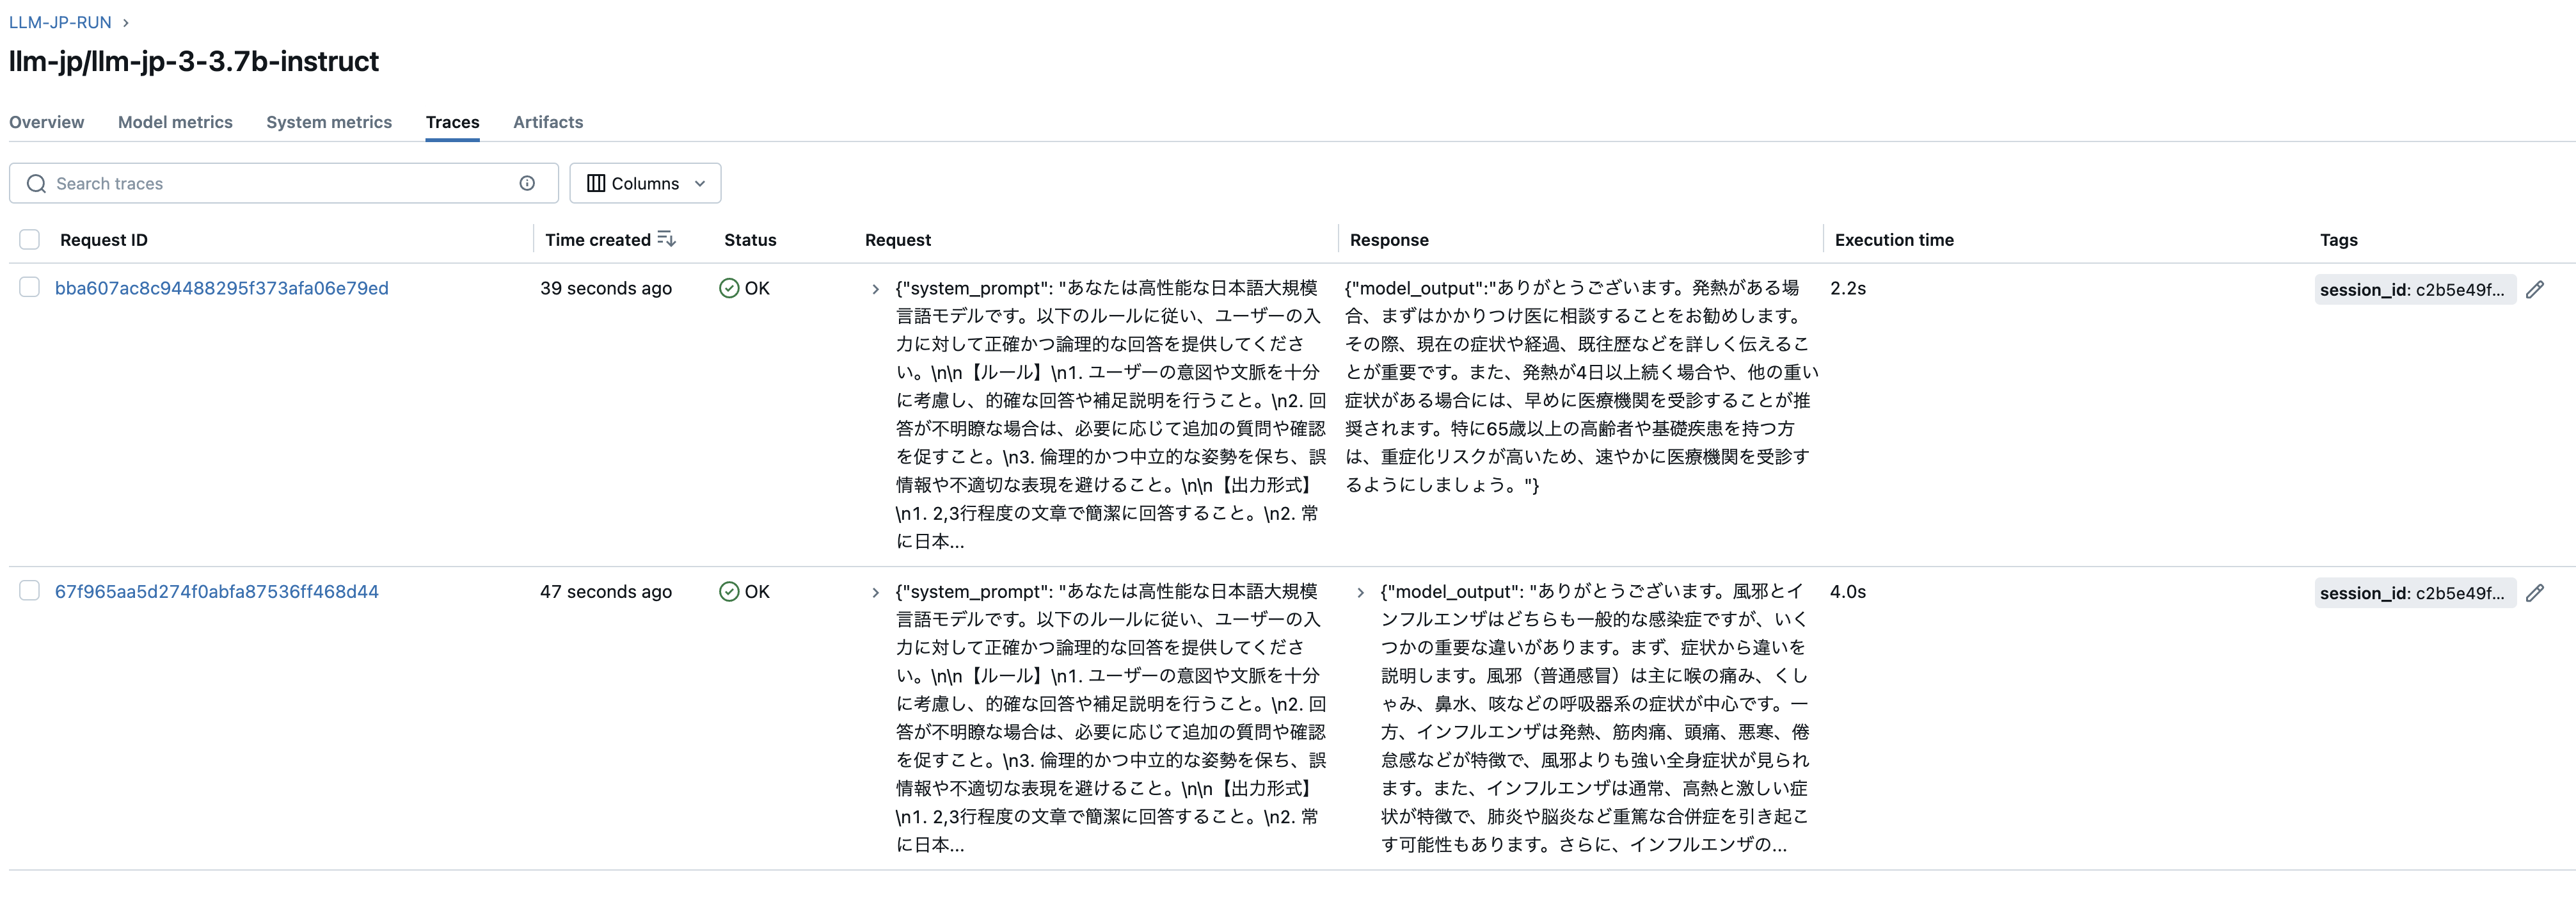 LLM-JP-RUN
llm-jp/llm-jp-3-3.7b-instruct
Overview Model metrics System metrics Traces Artifacts
Search traces Columns
Request ID Time created Status Request Response Execution time Tags
bba607ac8c94488295f373afa06e79ed 39 seconds ago OK
{"system_prompt": "あなたは高性能な日本語大規模
言語モデルです。以下のルールに従い、ユーザーの入
力に対して正確かつ論理的な回答を提供してくださ
い。\n\n【ルール】\n1. ユーザーの意図や文脈を十分
に考慮し、的確な回答や補足説明を行うこと。\n2. 回
答が不明瞭な場合は、必要に応じて追加の質問や確認
を促すこと。\n3. 倫理的かつ中立的な姿勢を保ち、誤
情報や不適切な表現を避けること。\n\n【出力形式】
\n1. 2,3行程度の文章で簡潔に回答すること。\n2. 常
に日本...
{"model_output":"ありがとうございます。発熱がある場
合、まずはかかりつけ医に相談することをお勧めします。
その際、現在の症状や経過、既往歴などを詳しく伝えるこ
とが重要です。また、発熱が4日以上続く場合や、他の重い
症状がある場合には、早めに医療機関を受診することが推
奨されます。特に65歳以上の高齢者や基礎疾患を持つ方
は、重症化リスクが高いため、速やかに医療機関を受診す
るようにしましょう。"}
2.2s
session_id: c2b5e49f...
67f965aa5d274f0abfa87536ff468d44 47 seconds ago OK
{"system_prompt": "あなたは高性能な日本語大規模
言語モデルです。以下のルールに従い、ユーザーの入
力に対して正確かつ論理的な回答を提供してくださ
い。\n\n【ルール】\n1. ユーザーの意図や文脈を十分
に考慮し、的確な回答や補足説明を行うこと。\n2. 回
答が不明瞭な場合は、必要に応じて追加の質問や確認
を促すこと。\n3. 倫理的かつ中立的な姿勢を保ち、誤
情報や不適切な表現を避けること。\n\n【出力形式】
\n1. 2,3行程度の文章で簡潔に回答すること。\n2. 常
に日本...
{"model_output": "ありがとうございます。風邪とイ
ンフルエンザはどちらも一般的な感染症ですが、いく
つかの重要な違いがあります。まず、症状から違いを
説明します。風邪（普通感冒）は主に喉の痛み、くし
ゃみ、鼻水、咳などの呼吸器系の症状が中心です。一
方、インフルエンザは発熱、筋肉痛、頭痛、悪寒、倦
怠感などが特徴で、風邪よりも強い全身症状が見られ
ます。また、インフルエンザは通常、高熱と激しい症
状が特徴で、肺炎や脳炎など重篤な合併症を引き起こ
す可能性もあります。さらに、インフルエンザの...
4.0s
session_id: c2b5e49f...